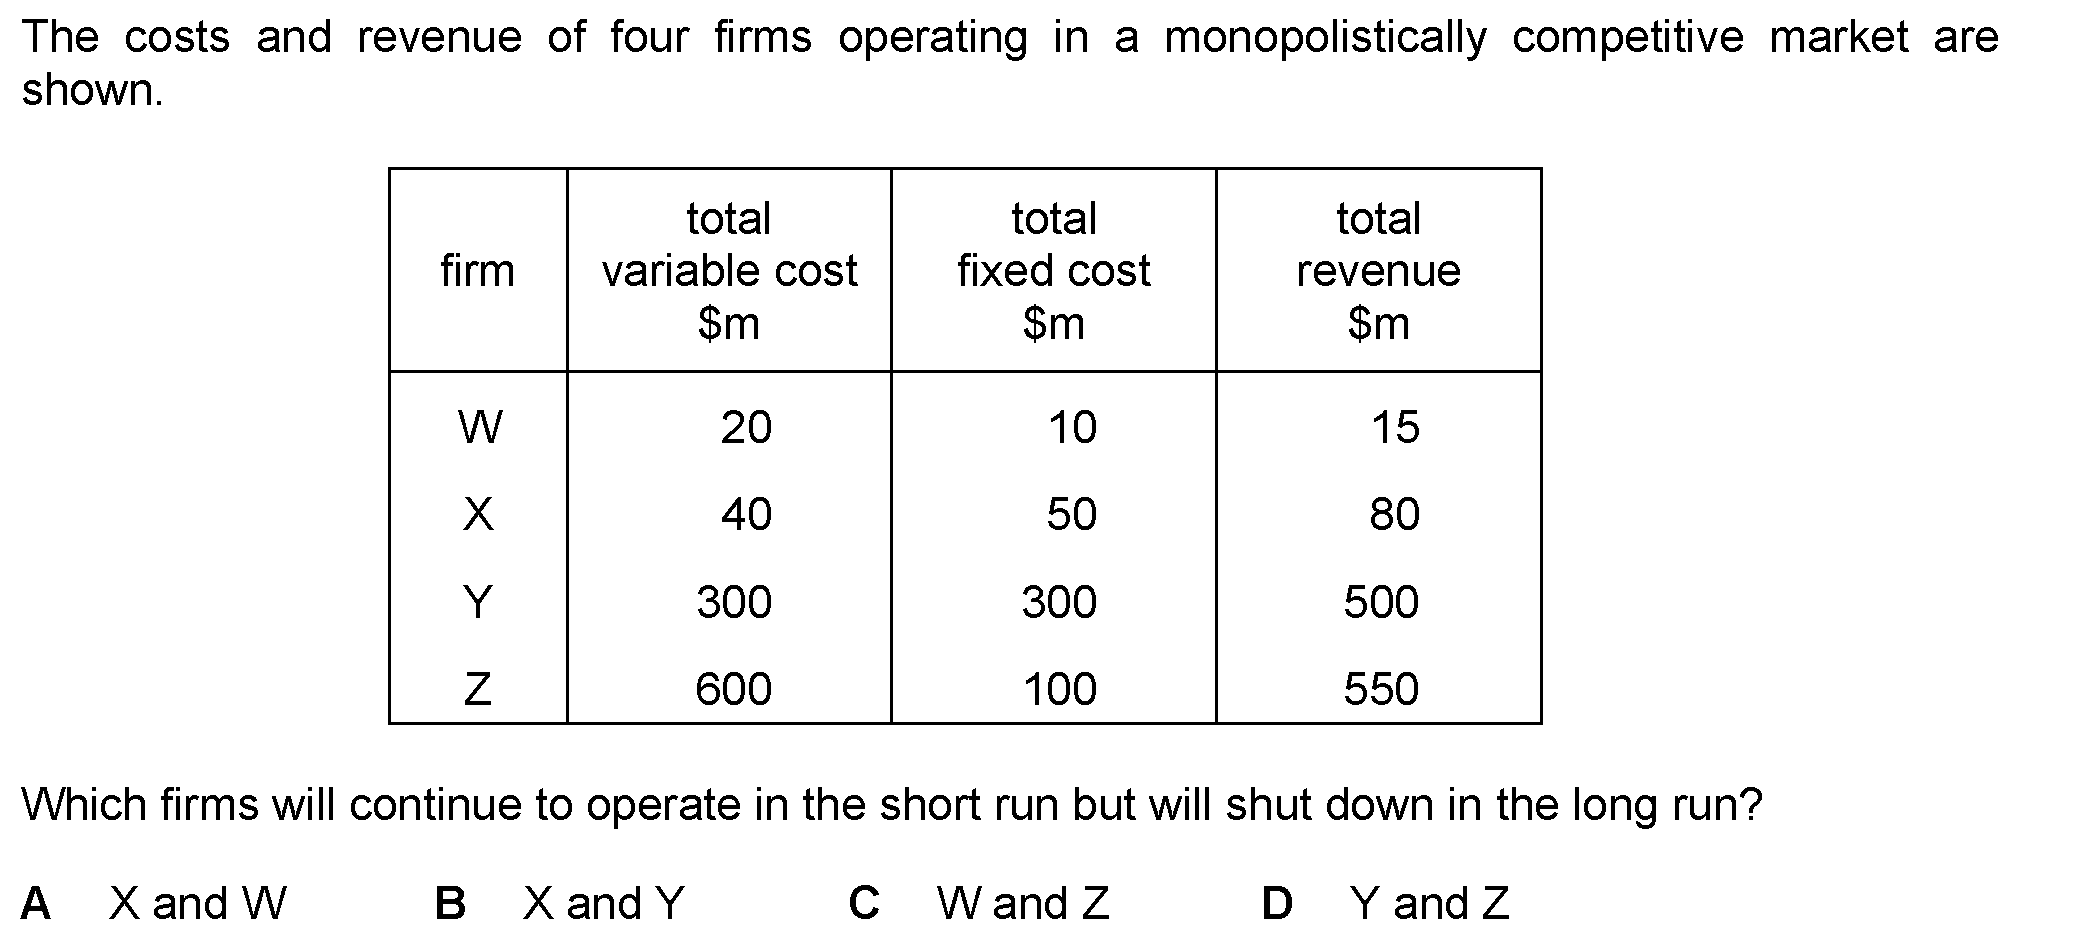 The costs and revenue of four firms operating in a monopolistically competitive market are
shown.
firm total variable cost $m total fixed cost $m total revenue $m
W 20 10 15
X 40 50 80
Y 300 300 500
Z 600 100 550
Which firms will continue to operate in the short run but will shut down in the long run?
A X and W B X and Y C W and Z D Y and Z